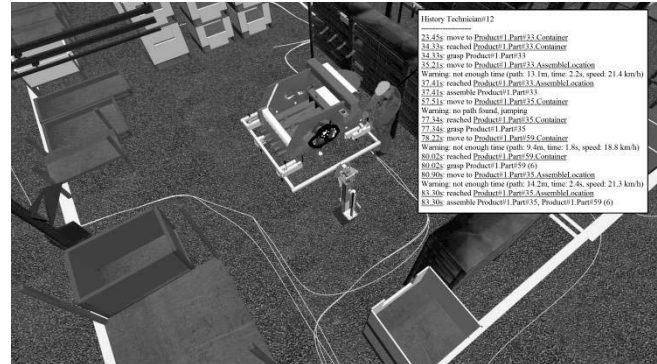 History Technician#12
--------------------
23.45s: move to Product#1.Part#33.Container
34.33s: reached Product#1.Part#33.Container
34.33s: grasp Product#1.Part#33
35.21s: move to Product#1.Part#33.AssembleLocation
Warning: not enough time (path: 13.1m, time: 2.2s, speed: 21.4 km/h)
37.41s: reached Product#1.Part#33.AssembleLocation
37.41s: assemble Product#1.Part#33
57.51s: move to Product#1.Part#35.Container
Warning: no path found, jumping
77.34s: reached Product#1.Part#35.Container
77.34s: grasp Product#1.Part#35
78.22s: move to Product#1.Part#59.Container
Warning: not enough time (path: 9.4m, time: 1.8s, speed: 18.8 km/h)
80.02s: reached Product#1.Part#59.Container
80.02s: grasp Product#1.Part#59 (6)
80.90s: move to Product#1.Part#35.AssembleLocation
Warning: not enough time (path: 14.2m, time: 2.4s, speed: 21.3 km/h)
83.30s: reached Product#1.Part#35.AssembleLocation
83.30s: assemble Product#1.Part#35, Product#1.Part#59 (6)